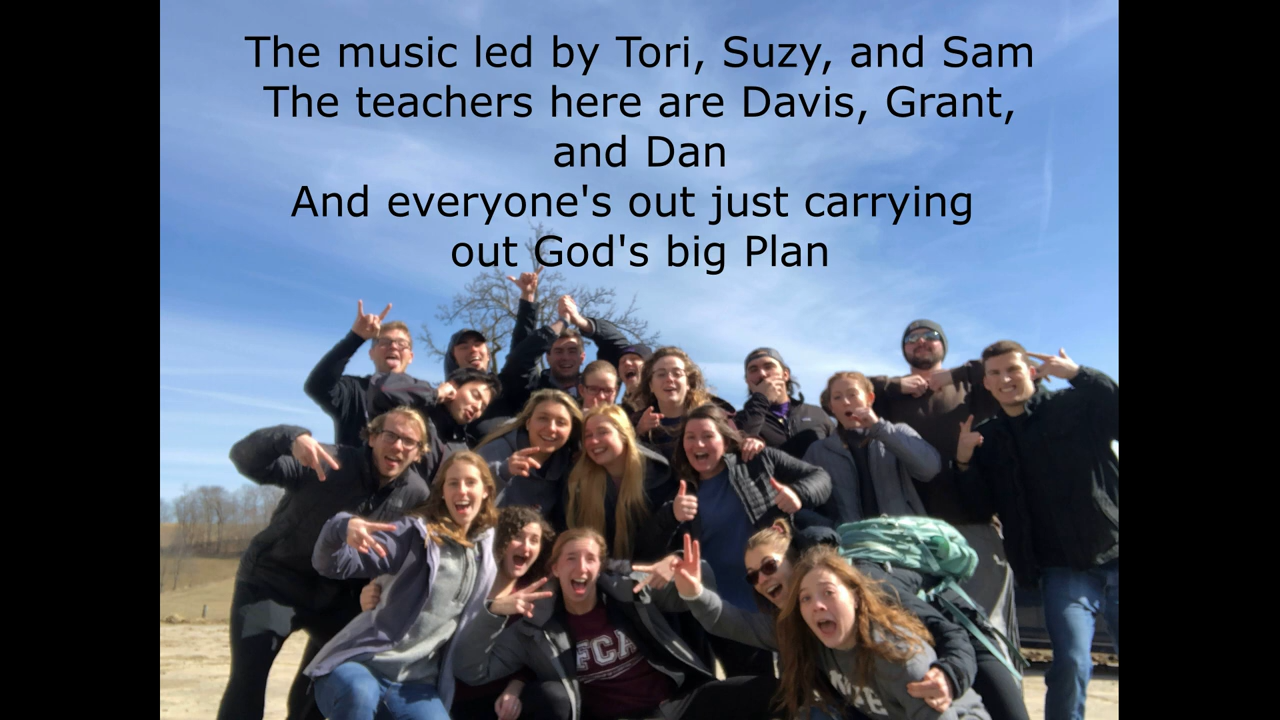 The music led by Tori, Suzy, and Sam
The teachers here are Davis, Grant,
and Dan
And everyone's out just carrying
out God's big Plan
FCA